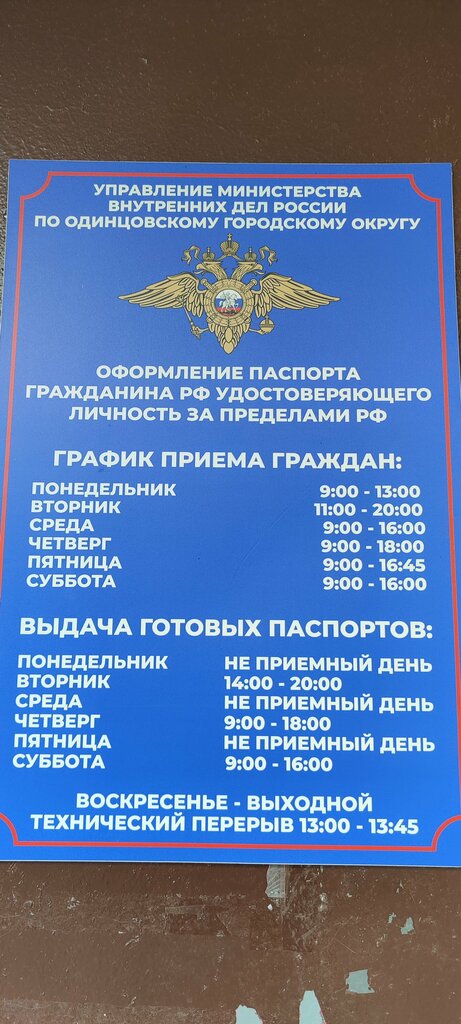 УПРАВЛЕНИЕ МИНИСТЕРСТВА
ВНУТРЕННИХ ДЕЛ РОССИИ
ПО ОДИНЦОВСКОМУ ГОРОДСКОМУ ОКРУГУ
ОФОРМЛЕНИЕ ПАСПОРТА
ГРАЖДАНИНА РФ УДОСТОВЕРЯЮЩЕГО
ЛИЧНОСТЬ ЗА ПРЕДЕЛАМИ РФ
ГРАФИК ПРИЕМА ГРАЖДАН:
ПОНЕДЕЛЬНИК 9:00 - 13:00
ВТОРНИК 11:00 - 20:00
СРЕДА 9:00 - 16:00
ЧЕТВЕРГ 9:00 - 18:00
ПЯТНИЦА 9:00 - 16:45
СУББОТА 9:00 - 16:00
ВЫДАЧА ГОТОВЫХ ПАСПОРТОВ:
ПОНЕДЕЛЬНИК НЕ ПРИЕМНЫЙ ДЕНЬ
ВТОРНИК 14:00 - 20:00
СРЕДА НЕ ПРИЕМНЫЙ ДЕНЬ
ЧЕТВЕРГ 9:00 - 18:00
ПЯТНИЦА НЕ ПРИЕМНЫЙ ДЕНЬ
СУББОТА 9:00 - 16:00
ВОСКРЕСЕНЬЕ - ВЫХОДНОЙ
ТЕХНИЧЕСКИЙ ПЕРЕРЫВ 13:00 - 13:45